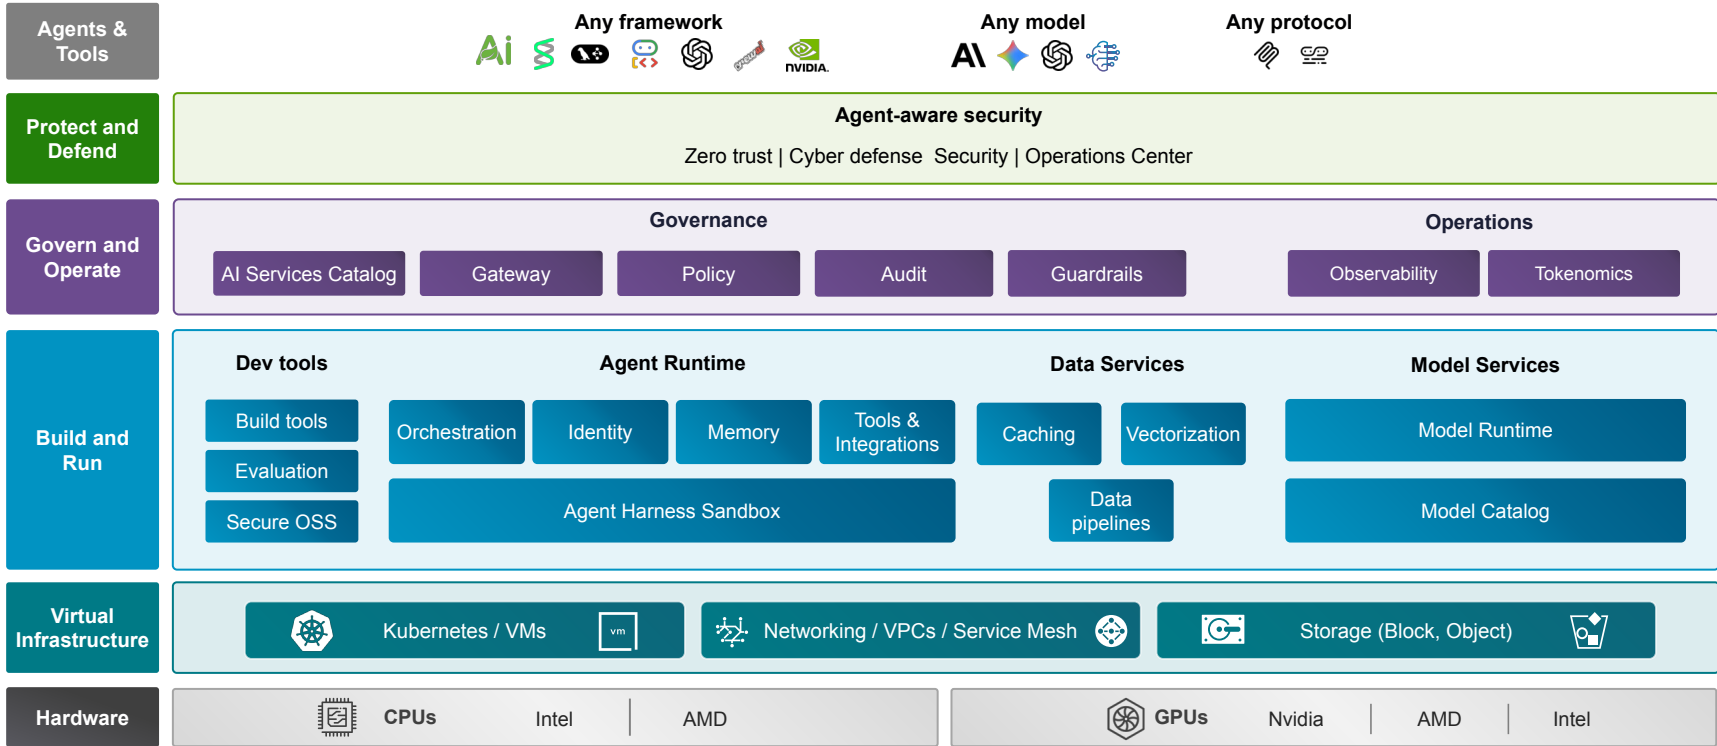 Agents &
Tools
Any framework
Any model
Any protocol
Ai
crewai
NVIDIA.
A\
Protect and
Defend
Agent-aware security
Zero trust | Cyber defense  Security | Operations Center
Govern and
Operate
Governance
AI Services Catalog
Gateway
Policy
Audit
Guardrails
Operations
Observability
Tokenomics
Build and
Run
Dev tools
Build tools
Evaluation
Secure OSS
Agent Runtime
Orchestration
Identity
Memory
Tools &
Integrations
Agent Harness Sandbox
Data Services
Caching
Vectorization
Data
pipelines
Model Services
Model Runtime
Model Catalog
Virtual
Infrastructure
Kubernetes / VMs
vm
Networking / VPCs / Service Mesh
Storage (Block, Object)
Hardware
CPUs
Intel
AMD
GPUs
Nvidia
AMD
Intel